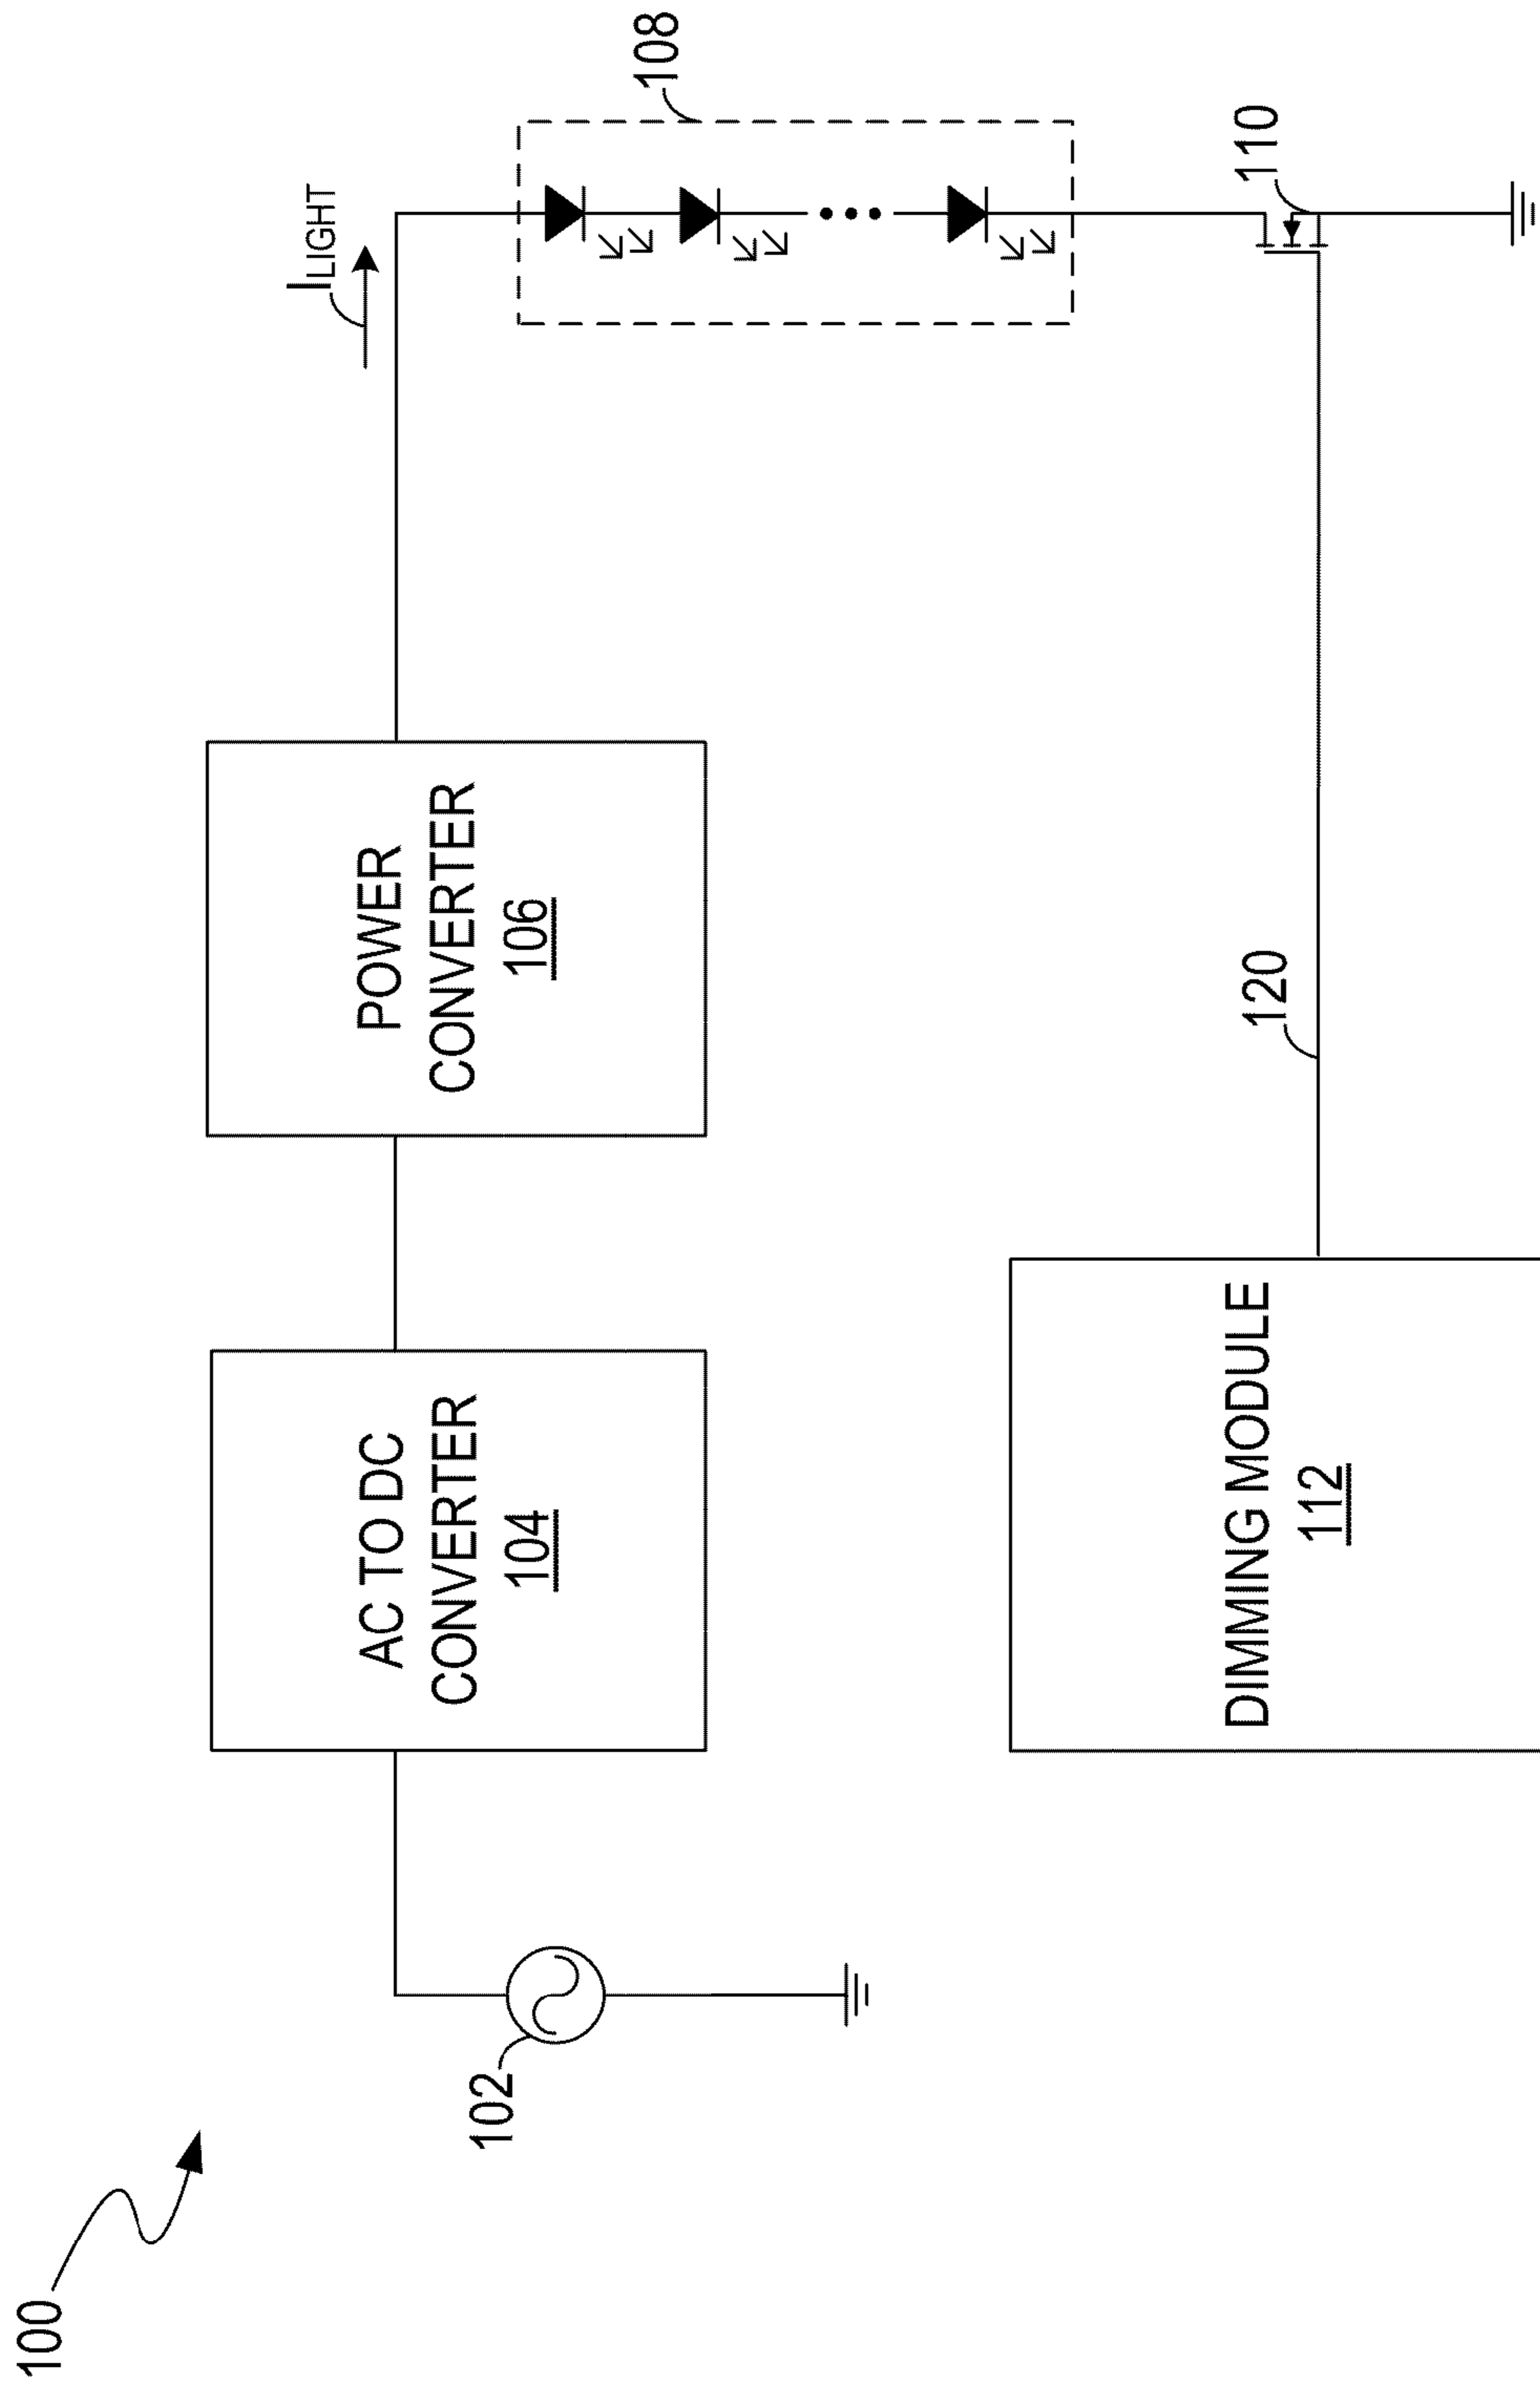 100
102
AC TO DC
CONVERTER
104
POWER
CONVERTER
106
ILIGHT
108
DIMMING MODULE
112
120
110